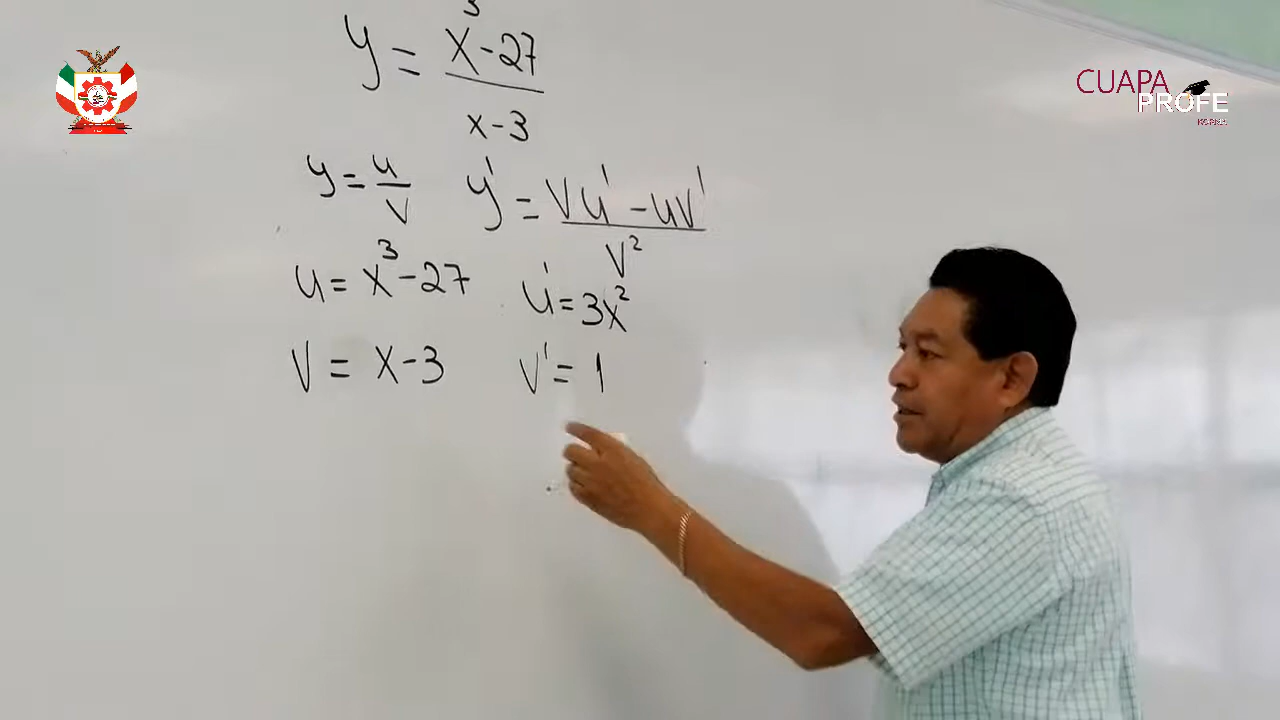 CUAPA
PROFE
y = x³ - 27 / x - 3
y = u / v   y' = vu' - uv' / v²
u = x³ - 27   u' = 3x²
v = x - 3   v' = 1